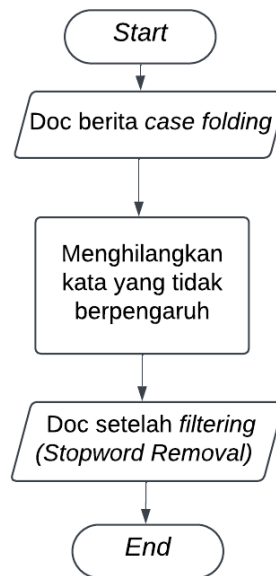 Start
Doc berita case folding
Menghilangkan
kata yang tidak
berpengaruh
Doc setelah filtering
(Stopword Removal)
End